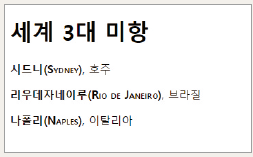 세계 3대 미항
시드니(SYDNEY), 호주
리우데자네이루(RIO DE JANEIRO), 브라질
나폴리(NAPLES), 이탈리아